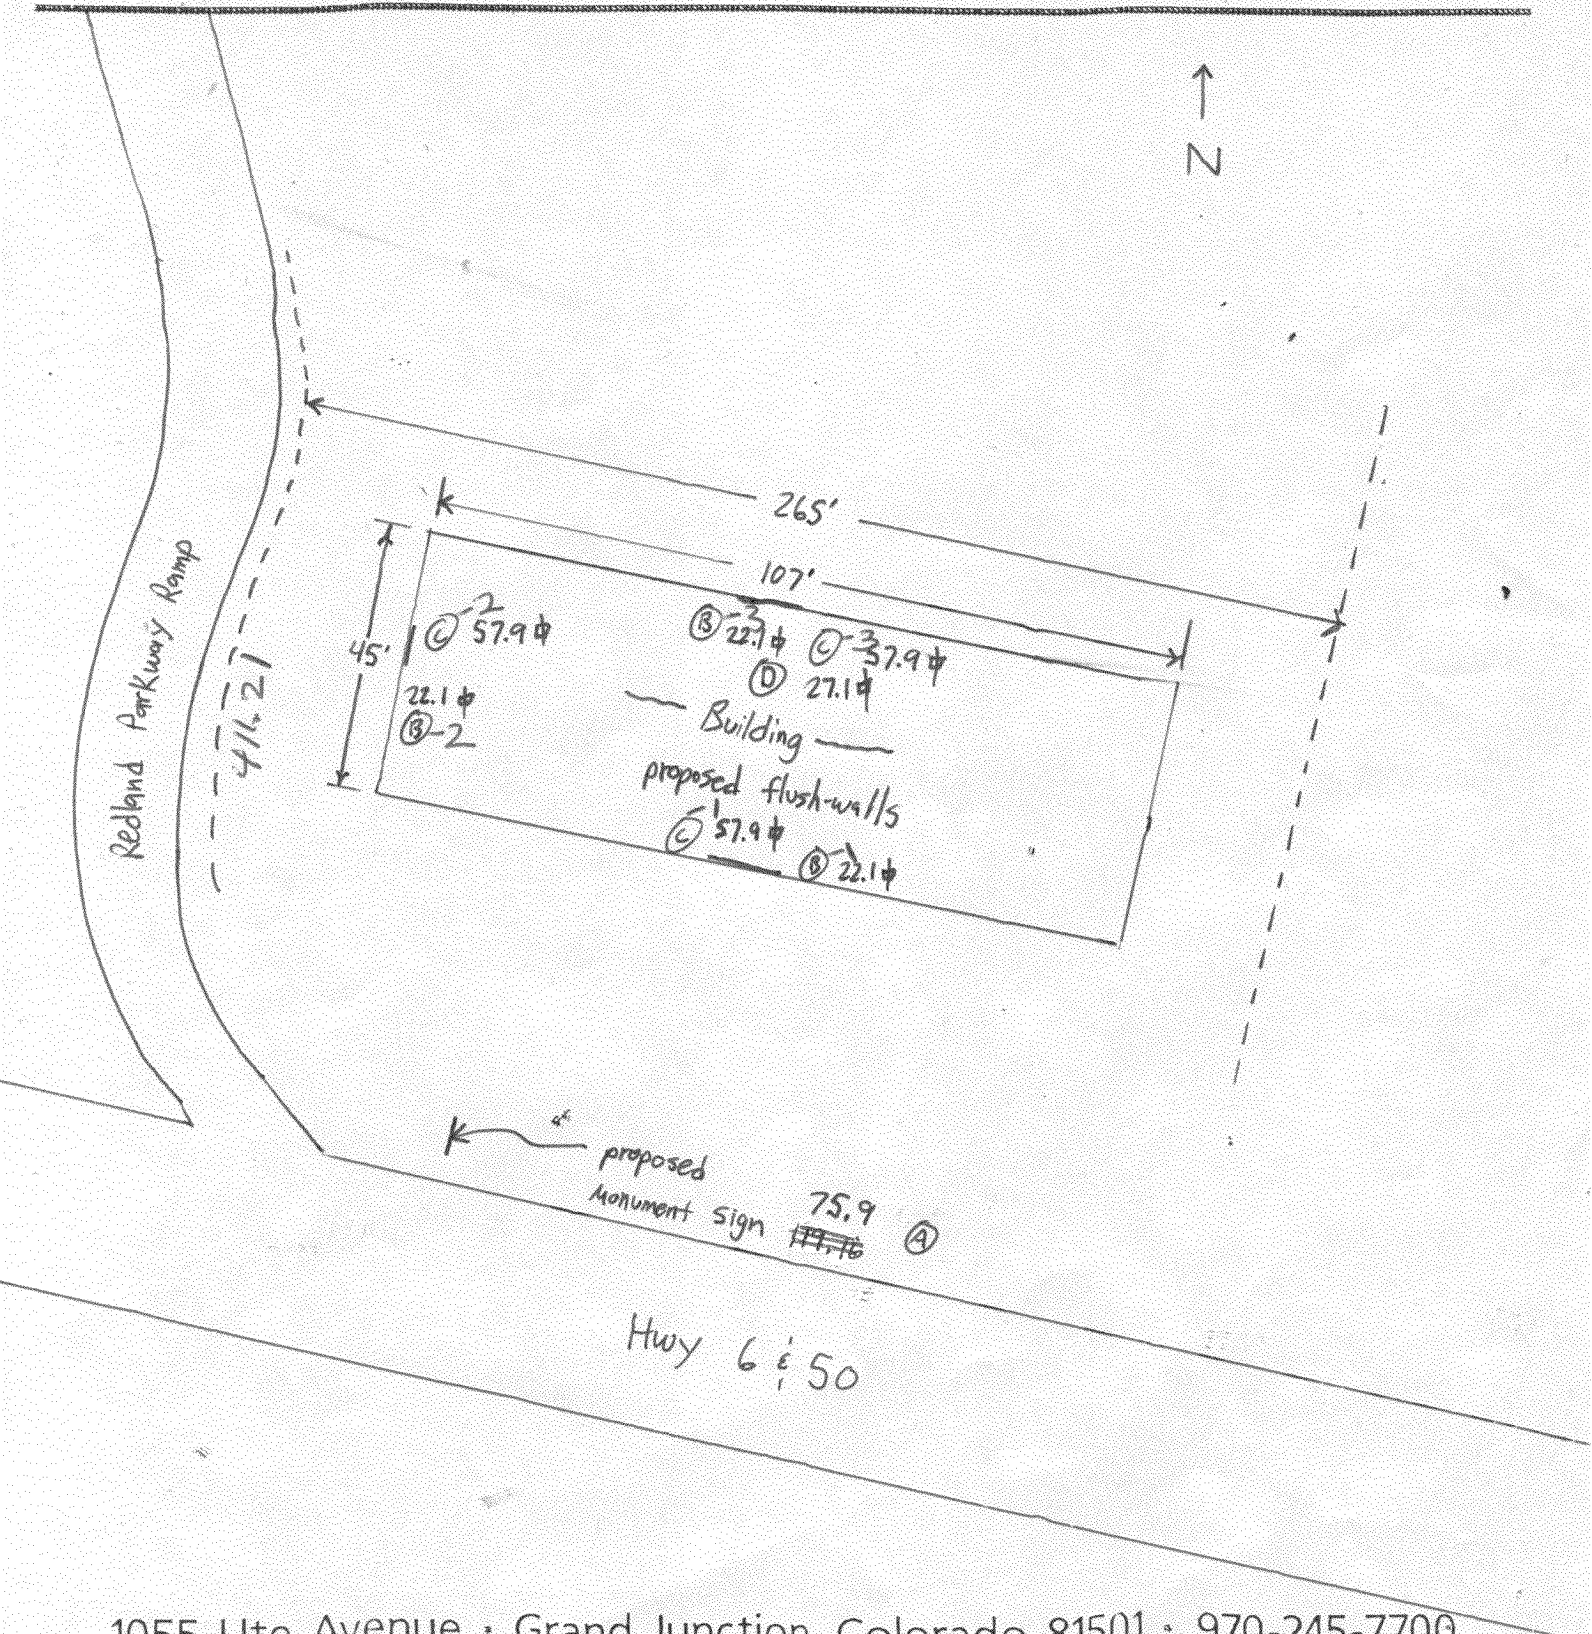 N
265'
107'
45'
C-2 57.9 ⌽
B-3 22.1 ⌽
C-3 57.9 ⌽
D 27.1 ⌽
22.1 ⌽
B-2
Building
proposed flush-walls
C-1 57.9 ⌽
B-1 22.1 ⌽
Redland Parkway Ramp
416.21
proposed
Monument sign 75.9 A
Hwy 6 & 50
1055 Ute Avenue · Grand Junction, Colorado 81501 · 970-245-7700